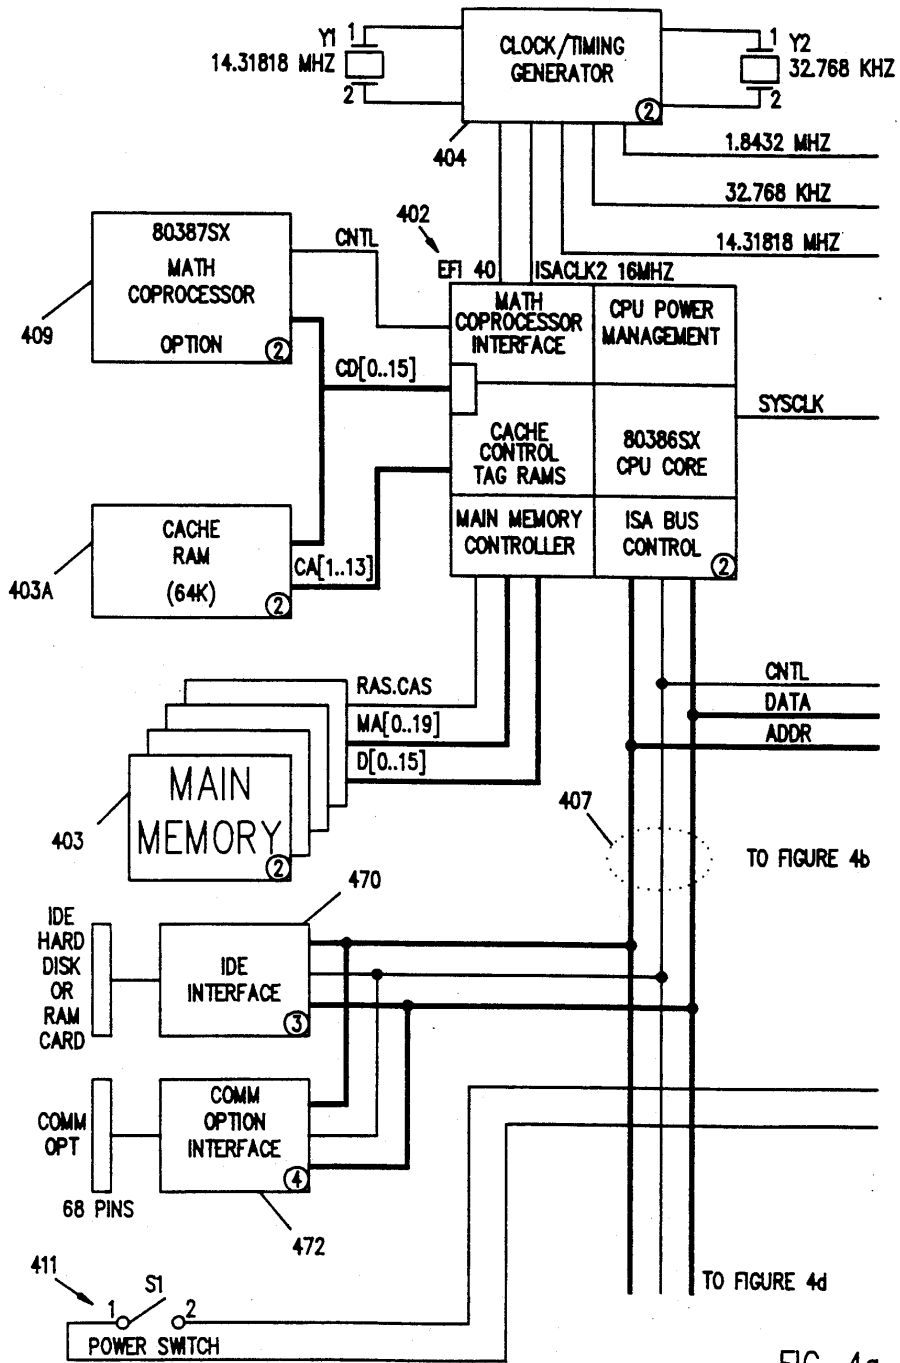 Y1
1
14.31818 MHZ
2
CLOCK/TIMING
GENERATOR
2
1
Y2
32.768 KHZ
2
404
1.8432 MHZ
32.768 KHZ
14.31818 MHZ
402
EFI 40
ISACLK2 16MHZ
80387SX
MATH
COPROCESSOR
OPTION
2
409
CNTL
CD[0..15]
MATH
COPROCESSOR
INTERFACE
CPU POWER
MANAGEMENT
SYSCLK
CACHE
CONTROL
TAG RAMS
80386SX
CPU CORE
MAIN MEMORY
CONTROLLER
ISA BUS
CONTROL
2
CACHE
RAM
(64K)
2
403A
CA[1..13]
RAS.CAS
MA[0..19]
D[0..15]
CNTL
DATA
ADDR
MAIN
MEMORY
2
403
407
TO FIGURE 4b
470
IDE
HARD
DISK
OR
RAM
CARD
IDE
INTERFACE
3
COMM
OPT
68 PINS
COMM
OPTION
INTERFACE
4
472
411
S1
1
2
POWER SWITCH
TO FIGURE 4d
FIG.